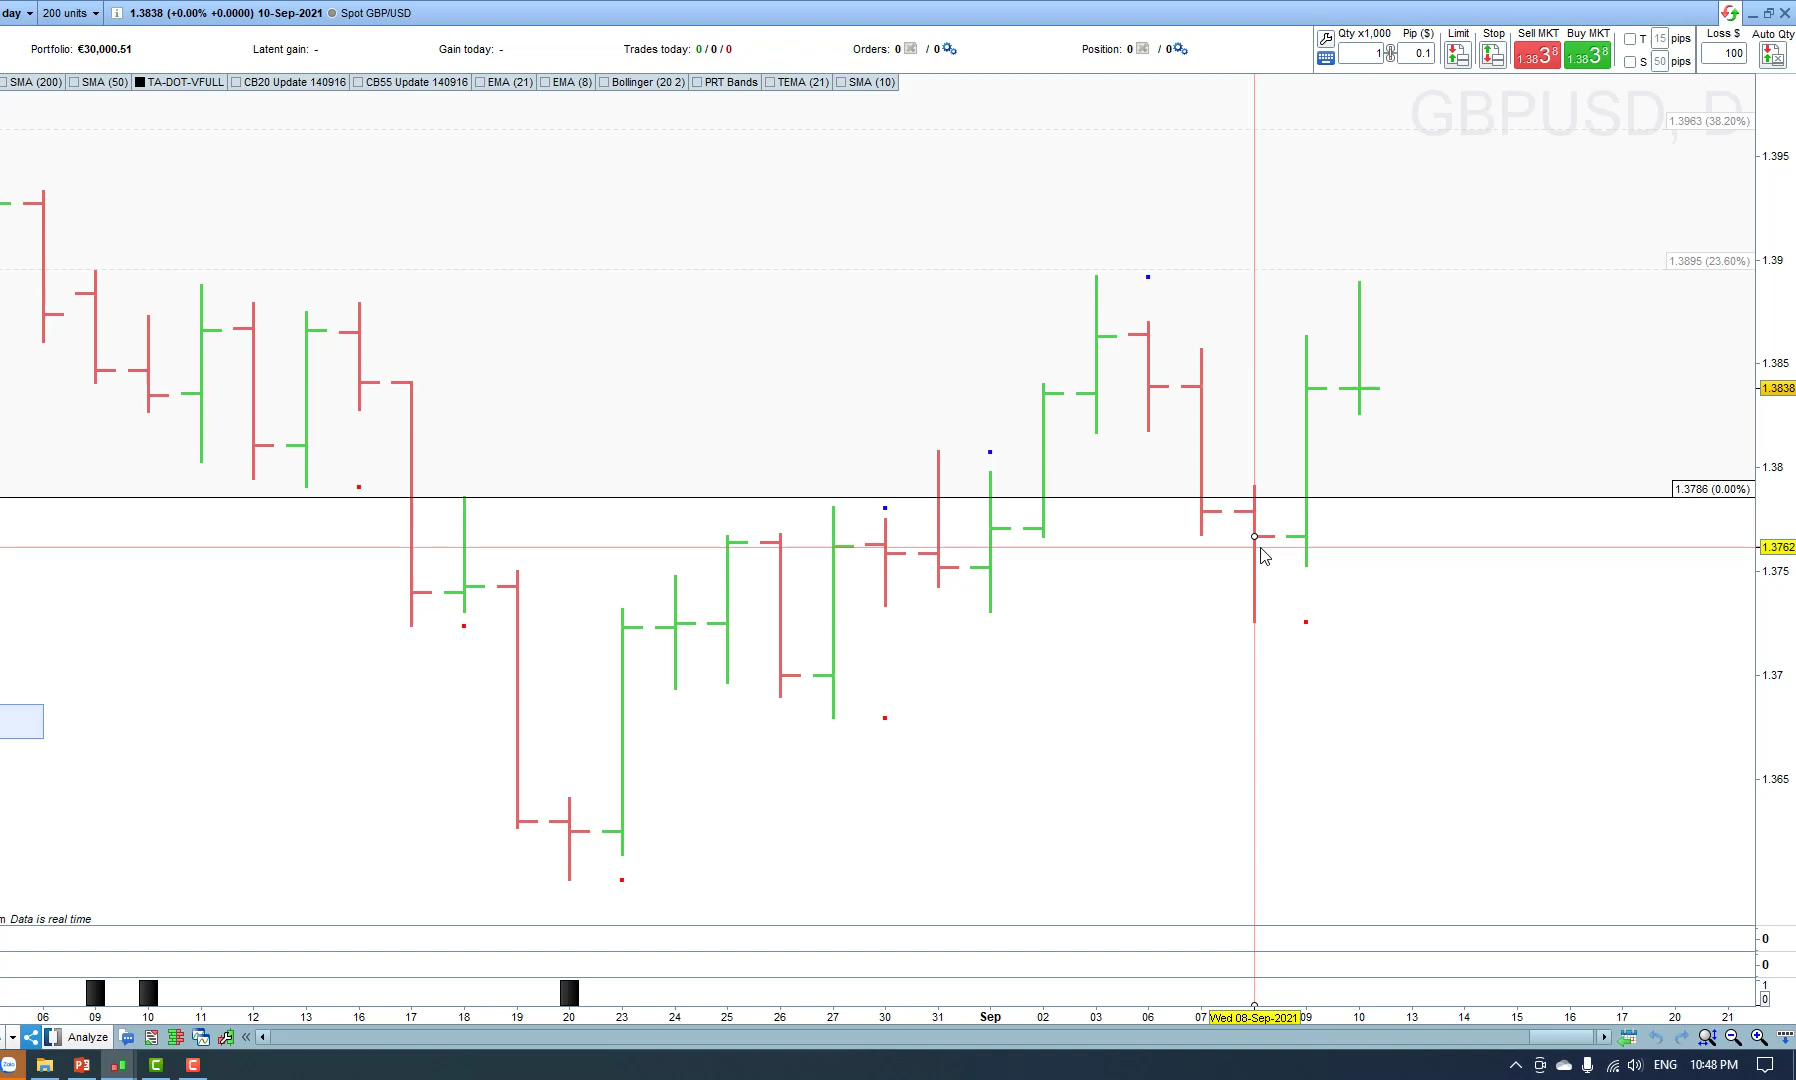 day 200 units 1.3838 (+0.00% +0.0000) 10-Sep-2021 Spot GBP/USD
Portfolio: €30,000.51 Latent gain: - Gain today: - Trades today: 0 / 0 / 0 Orders: 0 / 0 Position: 0 / 0
Qty x1,000 Pip ($) Limit Stop Sell MKT Buy MKT T 15 pips Loss $ Auto Qty
1 0.1 1.38 3 8 1.38 3 8 S 50 pips 100
SMA (200) SMA (50) TA-DOT-VFULL CB20 Update 140916 CB55 Update 140916 EMA (21) EMA (8) Bollinger (20 2) PRT Bands TEMA (21) SMA (10)
GBPUSD, D
1.3963 (38.20%)
1.395
1.3895 (23.60%)
1.39
1.385
1.3838
1.38
1.3786 (0.00%)
1.3762
1.375
1.37
1.365
m Data is real time
0
0
1
0
06 09 10 11 12 13 16 17 18 19 20 23 24 25 26 27 30 31 Sep 02 03 06 07 Wed 08-Sep-2021 09 10 13 14 15 16 17 20 21
Analyze
Zalo ENG 10:48 PM